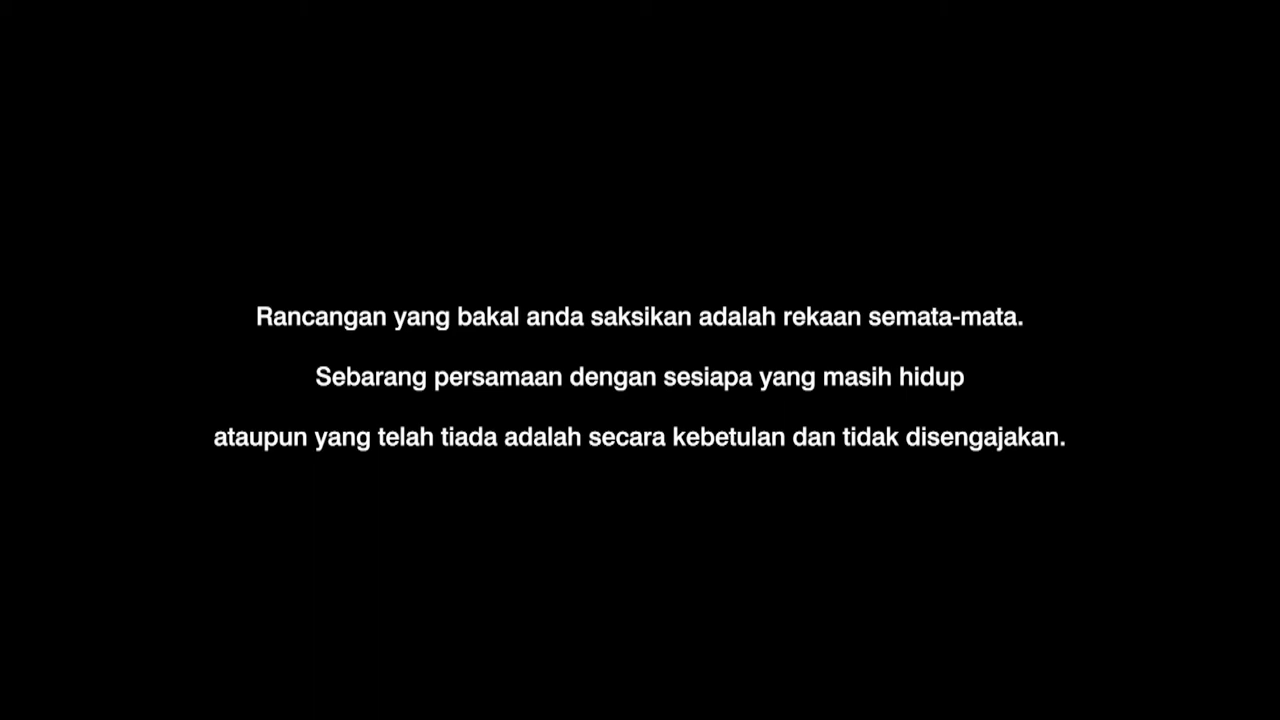 Rancangan yang bakal anda saksikan adalah rekaan semata-mata.
Sebarang persamaan dengan sesiapa yang masih hidup
ataupun yang telah tiada adalah secara kebetulan dan tidak disengajakan.